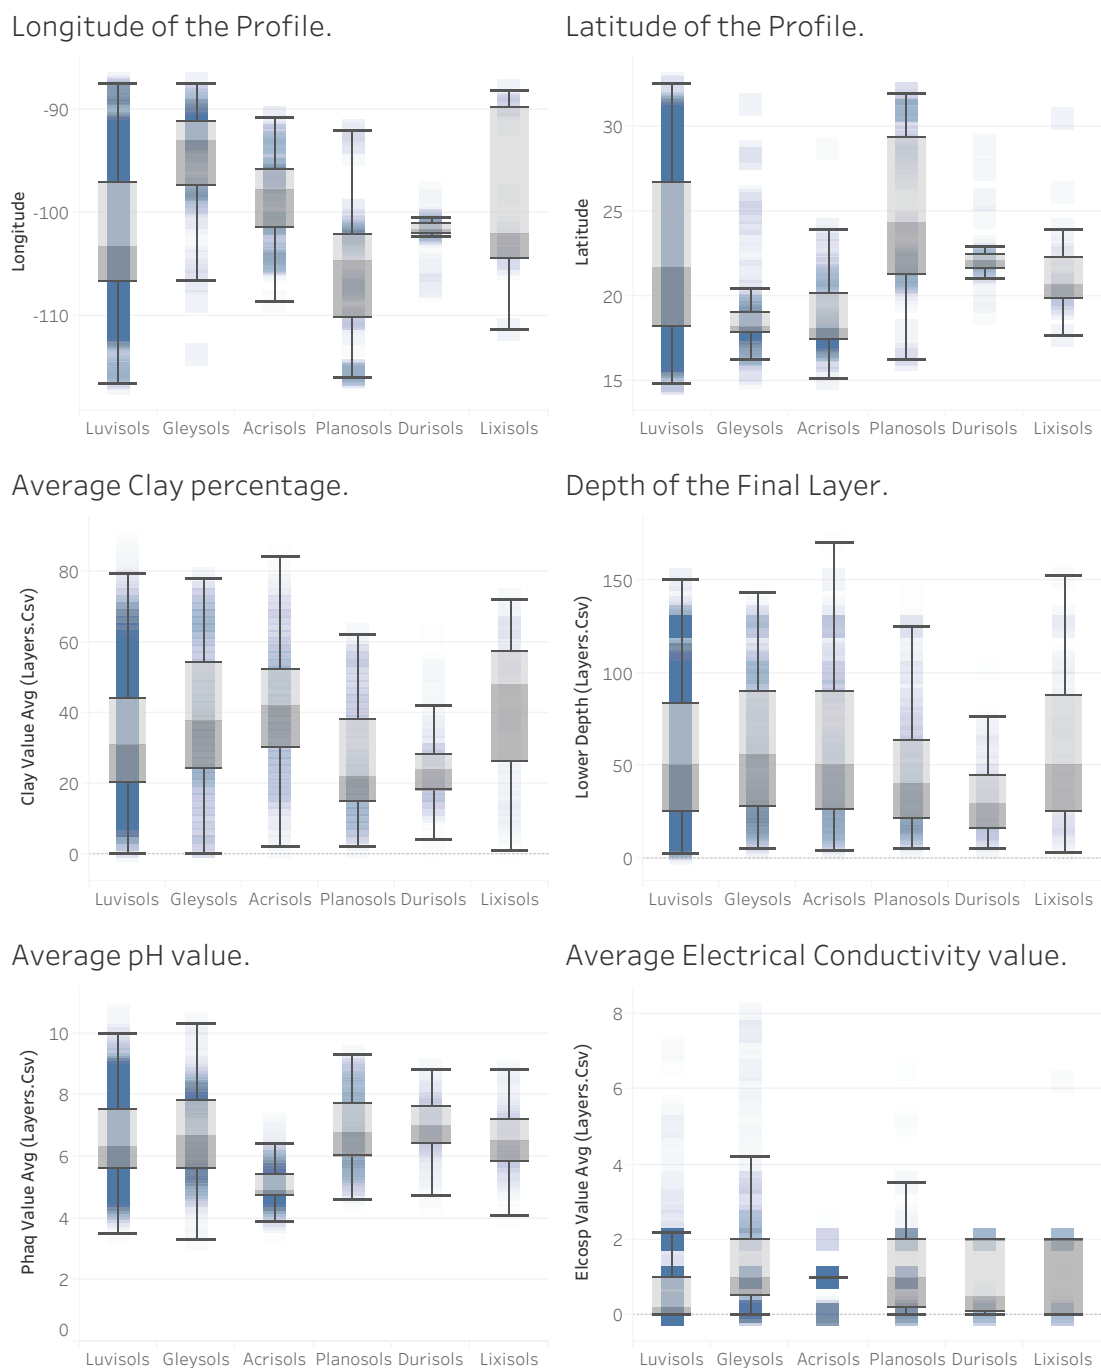 Longitude of the Profile.
Latitude of the Profile.
Longitude
-90
-100
-110
Luvisols Gleysols Acrisols Planosols Durisols Lixisols
Latitude
30
25
20
15
Luvisols Gleysols Acrisols Planosols Durisols Lixisols
Average Clay percentage.
Depth of the Final Layer.
Clay Value Avg (Layers.Csv)
80
60
40
20
0
Luvisols Gleysols Acrisols Planosols Durisols Lixisols
Lower Depth (Layers.Csv)
150
100
50
0
Luvisols Gleysols Acrisols Planosols Durisols Lixisols
Average pH value.
Average Electrical Conductivity value.
Phaq Value Avg (Layers.Csv)
10
8
6
4
2
0
Luvisols Gleysols Acrisols Planosols Durisols Lixisols
Elcosp Value Avg (Layers.Csv)
8
6
4
2
0
Luvisols Gleysols Acrisols Planosols Durisols Lixisols